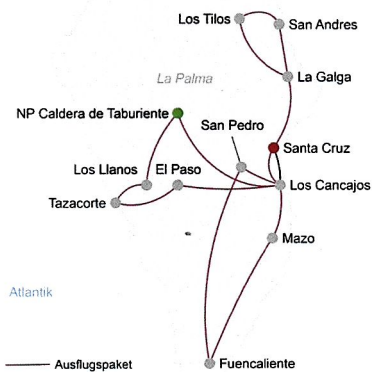 Los Tilos
San Andres
La Palma
La Galga
NP Caldera de Taburiente
San Pedro
Santa Cruz
Los Llanos
El Paso
Los Cancajos
Tazacorte
Mazo
Atlantik
Ausflugspaket
Fuencaliente